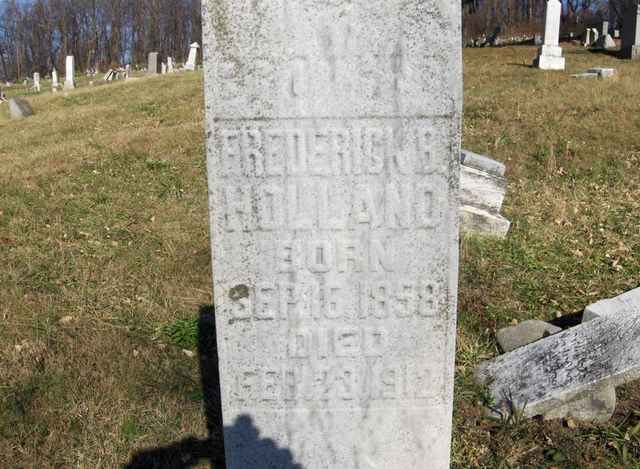 FREDERICK B.
HOLLAND
BORN
SEP. 16, 1858
DIED
FEB. 23, 1912